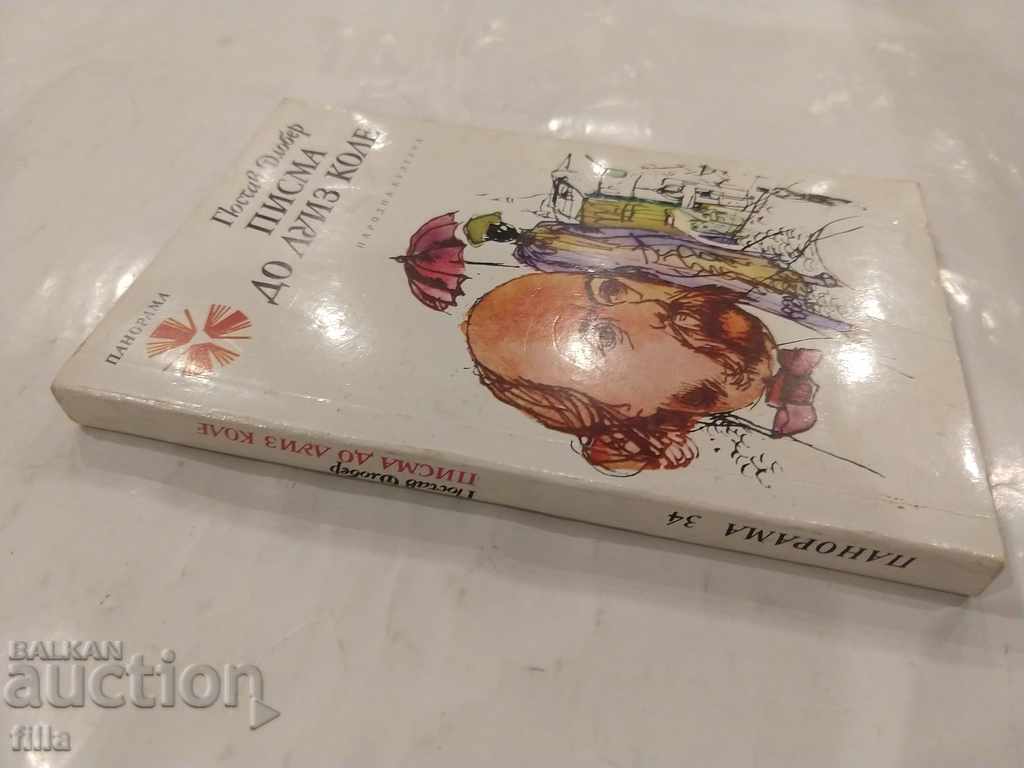 Гюстав Флобер
ПИСМА
ДО ЛУИЗ КОЛЕ
НАРОДНА КУЛТУРА
ПАНОРАМА
Гюстав Флобер
ПИСМА ДО ЛУИЗ КОЛЕ
ПАНОРАМА 34
BALKAN
auction
filla